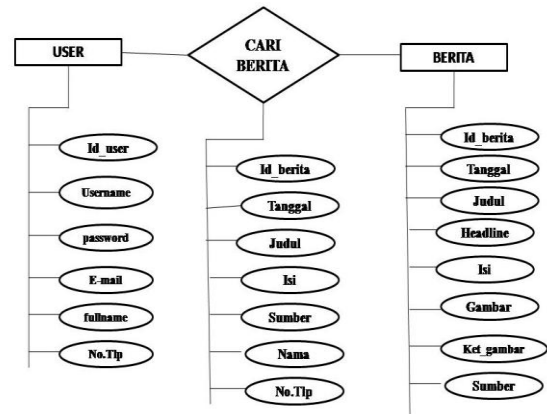 USER
CARI
BERITA
BERITA
Id_user
Username
password
E-mail
fullname
No.Tlp
Id_berita
Tanggal
Judul
Isi
Sumber
Nama
No.Tlp
Id_berita
Tanggal
Judul
Headline
Isi
Gambar
Ket_gambar
Sumber